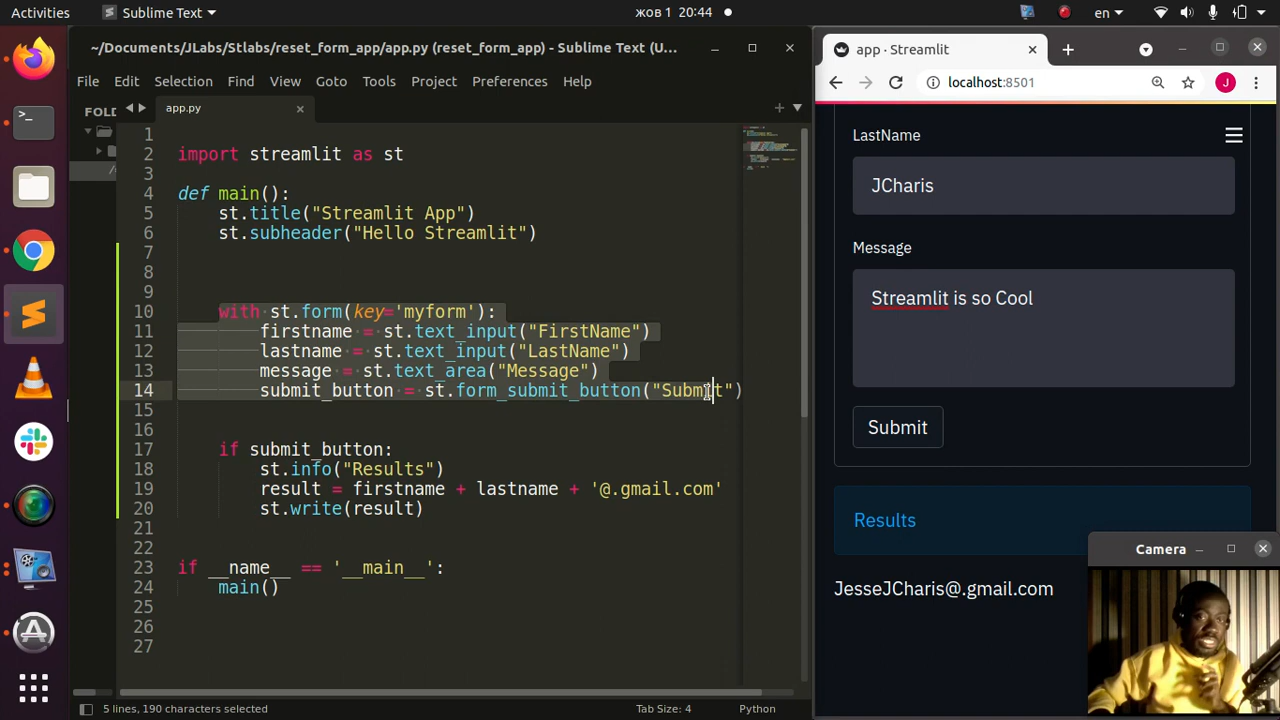 Activities
Sublime Text
жов 1 20:44
en
~/Documents/JLabs/Stlabs/reset_form_app/app.py (reset_form_app) - Sublime Text (U...
File Edit Selection Find View Goto Tools Project Preferences Help
FOLD
app.py
1
2 import streamlit as st
3
4 def main():
5 st.title("Streamlit App")
6 st.subheader("Hello Streamlit")
7
8
9
10 with st.form(key='myform'):
11 firstname = st.text_input("FirstName")
12 lastname = st.text_input("LastName")
13 message = st.text_area("Message")
14 submit_button = st.form_submit_button("Submit")
15
16
17 if submit_button:
18 st.info("Results")
19 result = firstname + lastname + '@.gmail.com'
20 st.write(result)
21
22
23 if __name__ == '__main__':
24 main()
25
26
27
5 lines, 190 characters selected
Tab Size: 4
Python
app · Streamlit
localhost:8501
J
LastName
JCharis
Message
Streamlit is so Cool
Submit
Results
JesseJCharis@.gmail.com
Camera